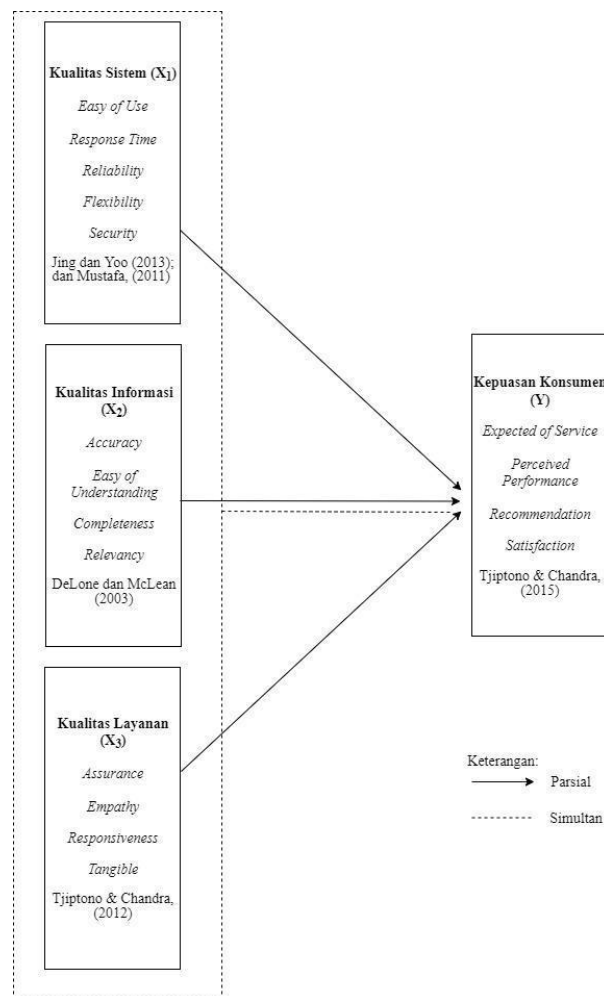 Kualitas Sistem (X1)
Easy of Use
Response Time
Reliability
Flexibility
Security
Jing dan Yoo (2013);
dan Mustafa, (2011)
Kualitas Informasi
(X2)
Accuracy
Easy of
Understanding
Completeness
Relevancy
DeLone dan McLean
(2003)
Kualitas Layanan
(X3)
Assurance
Empathy
Responsiveness
Tangible
Tjiptono & Chandra,
(2012)
Kepuasan Konsumen
(Y)
Expected of Service
Perceived
Performance
Recommendation
Satisfaction
Tjiptono & Chandra,
(2015)
Keterangan:
Parsial
Simultan